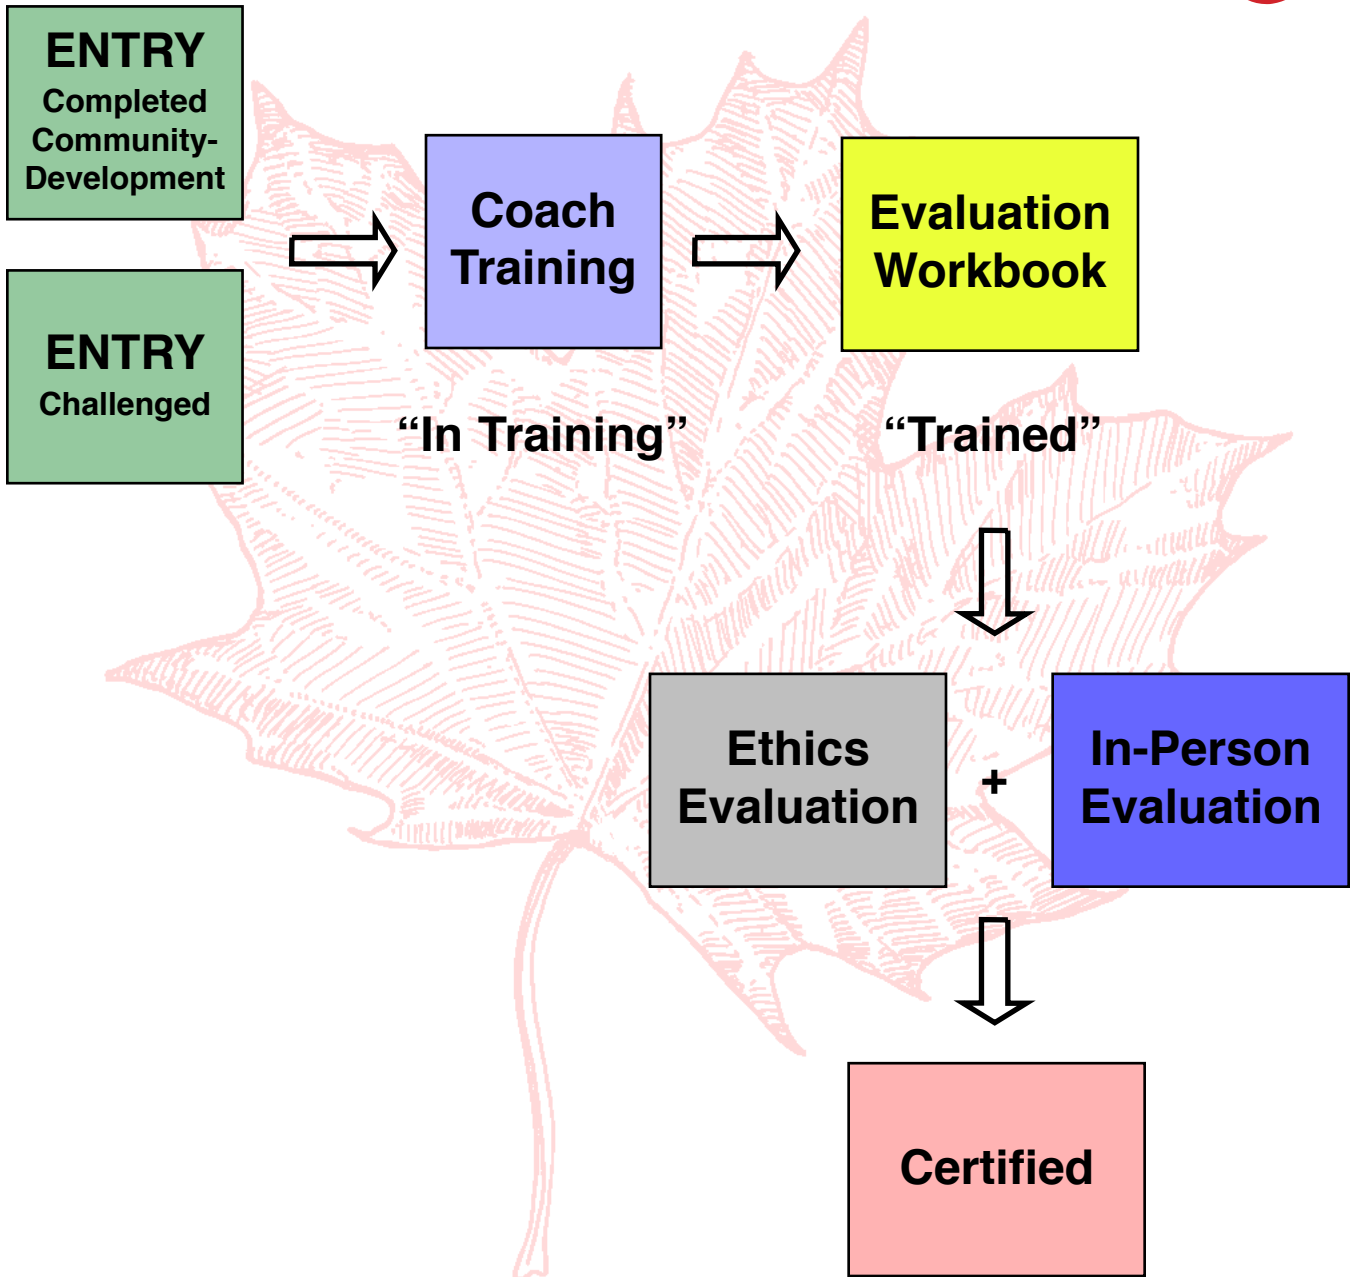 ENTRY
Completed
Community-
Development
ENTRY
Challenged
Coach
Training
“In Training”
Evaluation
Workbook
“Trained”
Ethics
Evaluation
+
In-Person
Evaluation
Certified